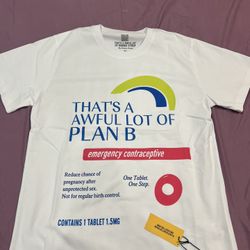 THAT'S A
AWFUL LOT OF
PLAN B
emergency contraceptive
Reduce chance of
pregnancy after
unprotected sex.
Not for regular birth control.
One Tablet.
One Step.
CONTAINS 1 TABLET 1.5MG